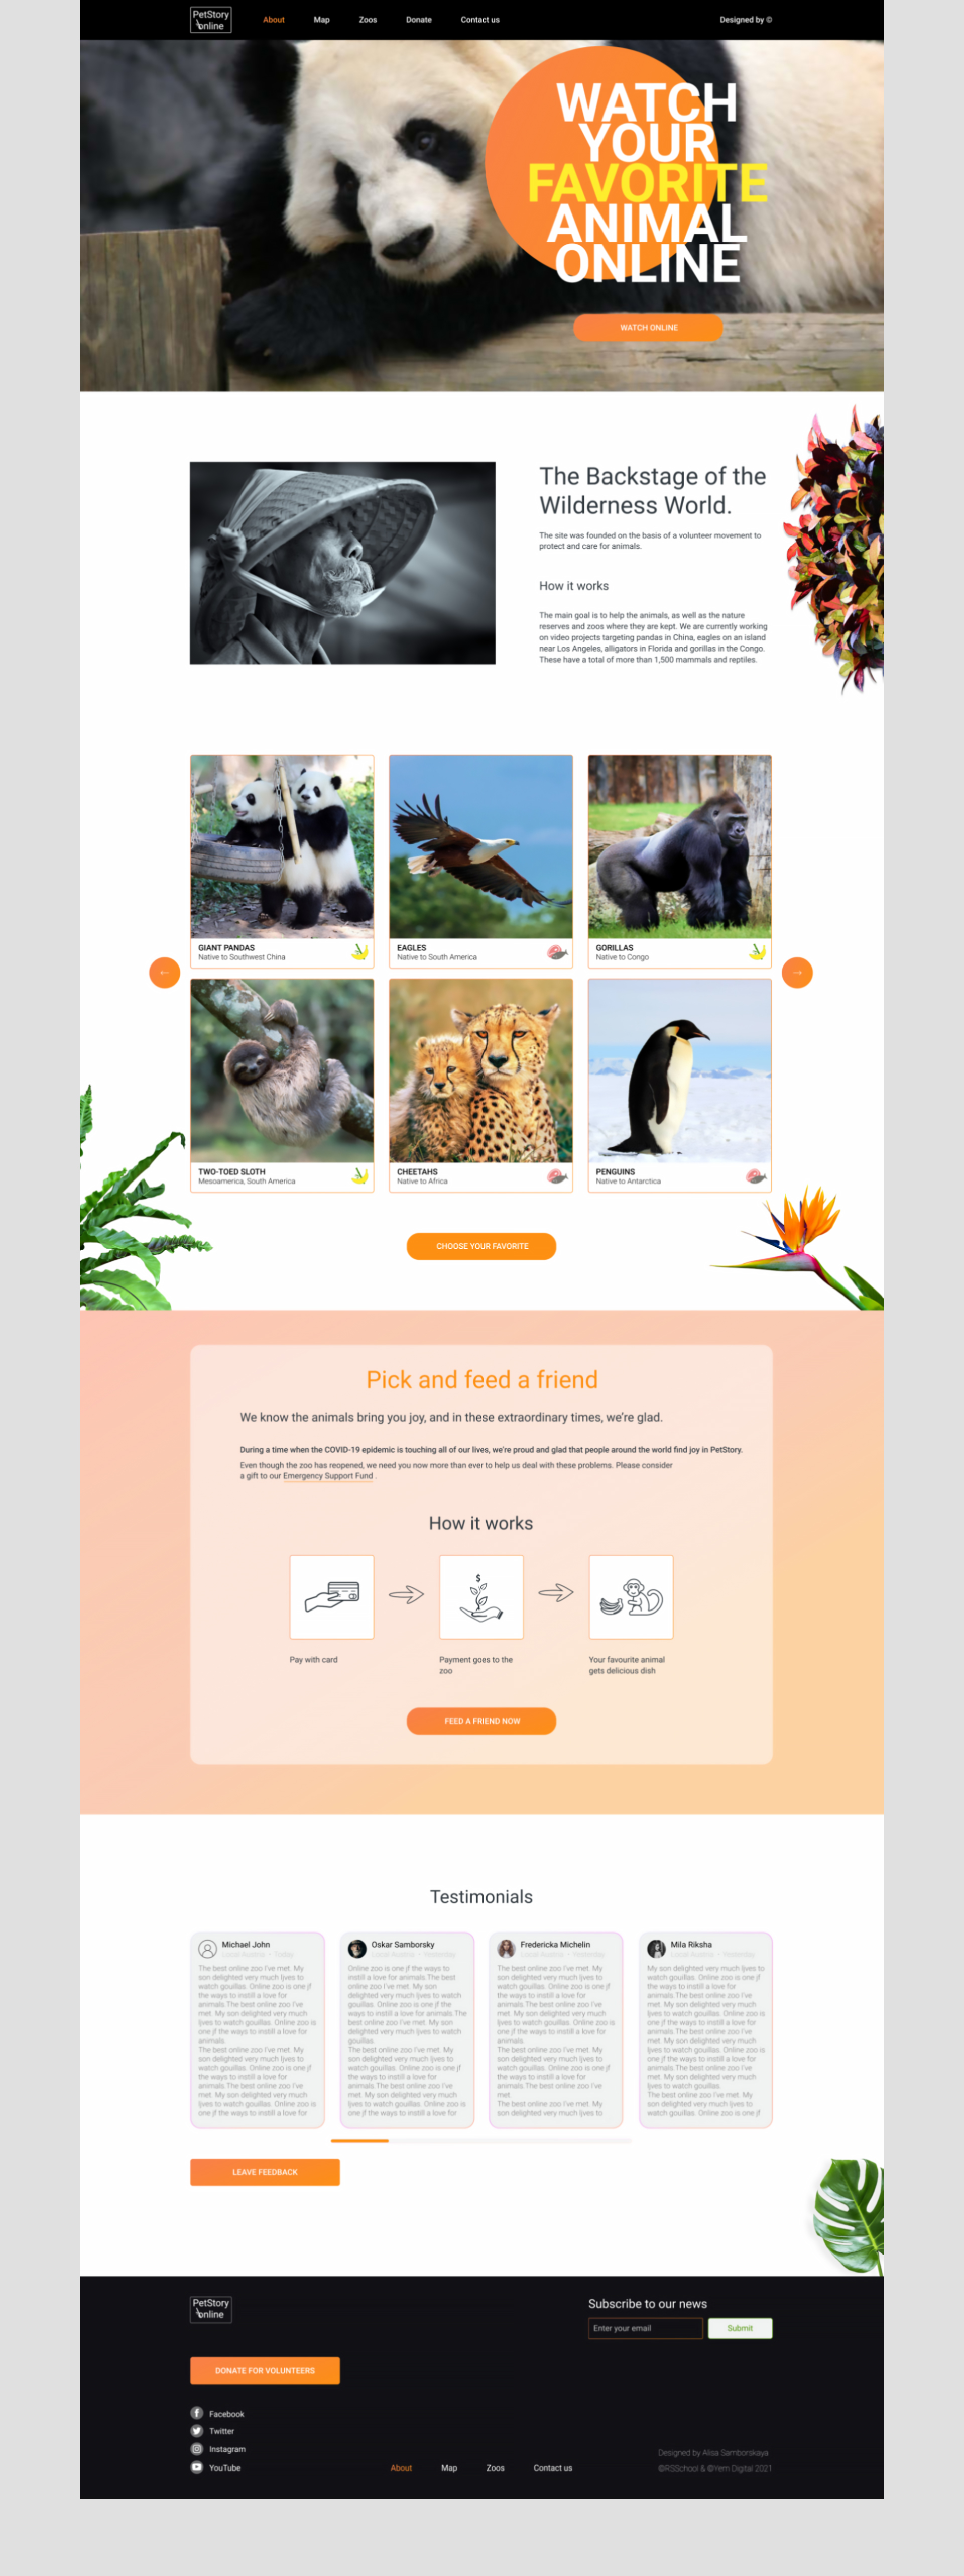 PetStory
online
About
Map
Zoos
Donate
Contact us
Designed by ©
WATCH
YOUR
FAVORITE
ANIMAL
ONLINE
WATCH ONLINE
The Backstage of the
Wilderness World.
The site was founded on the basis of a volunteer movement to
protect and care for animals.
How it works
The main goal is to help the animals, as well as the nature
reserves and zoos where they are kept. We are currently working
on video projects targeting pandas in China, eagles on an island
near Los Angeles, alligators in Florida and gorillas in the Congo.
These have a total of more than 1,500 mammals and reptiles.
GIANT PANDAS
Native to Southwest China
EAGLES
Native to South America
GORILLAS
Native to Congo
←
→
TWO-TOED SLOTH
Mesoamerica, South America
CHEETAHS
Native to Africa
PENGUINS
Native to Antarctica
CHOOSE YOUR FAVORITE
Pick and feed a friend
We know the animals bring you joy, and in these extraordinary times, we're glad.
During a time when the COVID-19 epidemic is touching all of our lives, we're proud and glad that people around the world find joy in PetStory.
Even though the zoo has reopened, we need you now more than ever to help us deal with these problems. Please consider
a gift to our Emergency Support Fund .
How it works
$
Pay with card
Payment goes to the
zoo
Your favourite animal
gets delicious dish
FEED A FRIEND NOW
Testimonials
Michael John
Local Austria • Today
The best online zoo I've met. My
son delighted very much ljves to
watch gouillas. Online zoo is one jf
the ways to instill a love for
animals.The best online zoo I've
met. My son delighted very much
ljves to watch gouillas. Online zoo is
one jf the ways to instill a love for
animals.
The best online zoo I've met. My
son delighted very much ljves to
watch gouillas. Online zoo is one jf
the ways to instill a love for
animals.The best online zoo I've
met. My son delighted very much
ljves to watch gouillas. Online zoo is
one jf the ways to instill a love for
Oskar Samborsky
Local Austria • Yesterday
Online zoo is one jf the ways to
instill a love for animals.The best
online zoo I've met. My son
delighted very much ljves to watch
gouillas. Online zoo is one jf the
ways to instill a love for animals.The
best online zoo I've met. My son
delighted very much ljves to watch
gouillas.
The best online zoo I've met. My
son delighted very much ljves to
watch gouillas. Online zoo is one jf
the ways to instill a love for
animals.The best online zoo I've
met. My son delighted very much
ljves to watch gouillas. Online zoo is
one jf the ways to instill a love for
Fredericka Michelin
Local Austria • Yesterday
The best online zoo I've met. My
son delighted very much ljves to
watch gouillas. Online zoo is one jf
the ways to instill a love for
animals.The best online zoo I've
met. My son delighted very much
ljves to watch gouillas. Online zoo is
one jf the ways to instill a love for
animals.
The best online zoo I've met. My
son delighted very much ljves to
watch gouillas. Online zoo is one jf
the ways to instill a love for
animals.The best online zoo I've
met.
The best online zoo I've met. My
son delighted very much ljves to
Mila Riksha
Local Austria • Yesterday
My son delighted very much ljves to
watch gouillas. Online zoo is one jf
the ways to instill a love for
animals.The best online zoo I've
met. My son delighted very much
ljves to watch gouillas. Online zoo is
one jf the ways to instill a love for
animals.The best online zoo I've
met. My son delighted very much
ljves to watch gouillas. Online zoo is
one jf the ways to instill a love for
animals.The best online zoo I've
met. My son delighted very much
ljves to watch gouillas.
The best online zoo I've met. My
son delighted very much ljves to
watch gouillas. Online zoo is one jf
LEAVE FEEDBACK
PetStory
online
Subscribe to our news
Enter your email
Submit
DONATE FOR VOLUNTEERS
Facebook
Twitter
Instagram
YouTube
About
Map
Zoos
Contact us
Designed by Alisa Samborskaya
©RSSchool & ©Yem Digital 2021